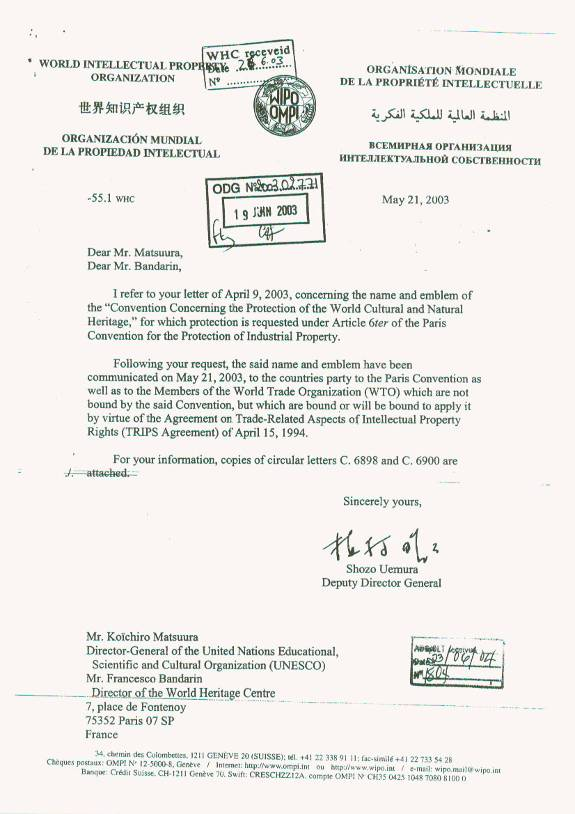 WORLD INTELLECTUAL PROPERTY
ORGANIZATION
世界知识产权组织
ORGANIZACIÓN MUNDIAL
DE LA PROPIEDAD INTELECTUAL
WHC receveid
Date 6.03
N°
WIPO
OMPI
ORGANISATION MONDIALE
DE LA PROPRIÉTÉ INTELLECTUELLE
المنظمة العالمية للملكية الفكرية
ВСЕМИРНАЯ ОРГАНИЗАЦИЯ
ИНТЕЛЛЕКТУАЛЬНОЙ СОБСТВЕННОСТИ
-55.1 WHC
ODG N°2003.02771
19 JUIN 2003
May 21, 2003
Dear Mr. Matsuura,
Dear Mr. Bandarin,
I refer to your letter of April 9, 2003, concerning the name and emblem of
the “Convention Concerning the Protection of the World Cultural and Natural
Heritage,” for which protection is requested under Article 6ter of the Paris
Convention for the Protection of Industrial Property.
Following your request, the said name and emblem have been
communicated on May 21, 2003, to the countries party to the Paris Convention as
well as to the Members of the World Trade Organization (WTO) which are not
bound by the said Convention, but which are bound or will be bound to apply it
by virtue of the Agreement on Trade-Related Aspects of Intellectual Property
Rights (TRIPS Agreement) of April 15, 1994.
For your information, copies of circular letters C. 6898 and C. 6900 are
./. attached.
Sincerely yours,
Shozo Uemura
Deputy Director General
Mr. Koïchiro Matsuura
Director-General of the United Nations Educational,
Scientific and Cultural Organization (UNESCO)
Mr. Francesco Bandarin
Director of the World Heritage Centre
7, place de Fontenoy
75352 Paris 07 SP
France
23/06/04
N° 1804
34, chemin des Colombettes, 1211 GENÈVE 20 (SUISSE); tél. +41 22 338 91 11; fac-similé +41 22 733 54 28
Chèques postaux: OMPI N° 12-5000-8, Genève / Internet: http://www.ompi.int ou http://www.wipo.int / e-mail: wipo.mail@wipo.int
Banque: Crédit Suisse, CH-1211 Genève 70, Swift: CRESCHZZ12A, compte OMPI N° CH35 0425 1048 7080 8100 0